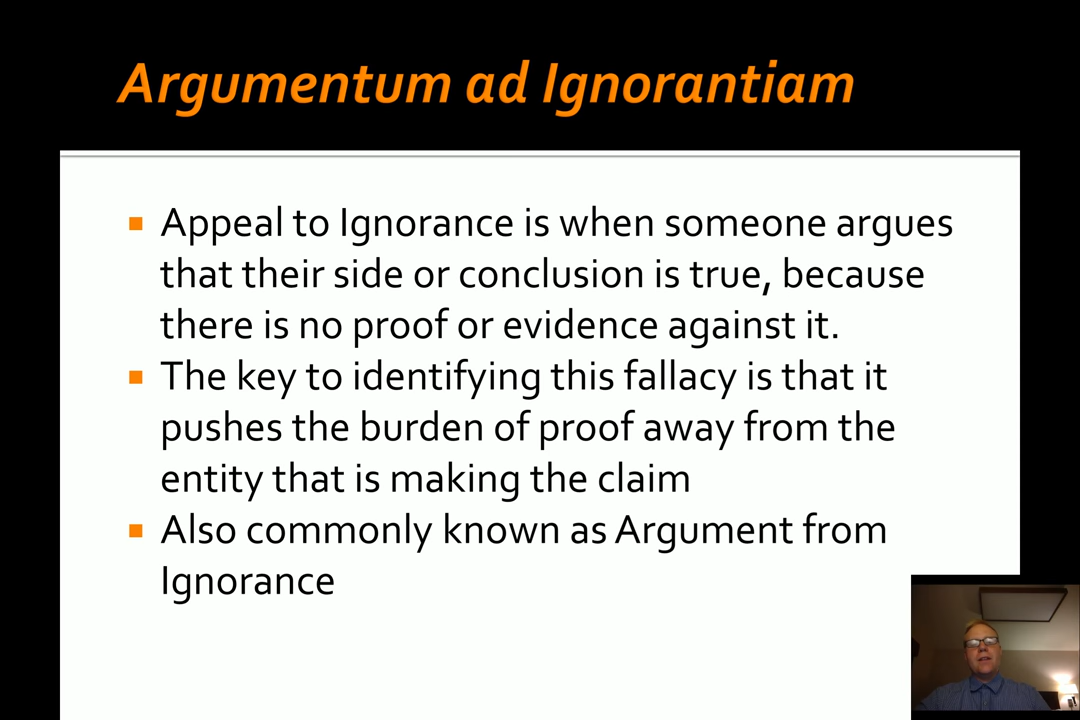 Argumentum ad Ignorantiam
Appeal to Ignorance is when someone argues
that their side or conclusion is true, because
there is no proof or evidence against it.
The key to identifying this fallacy is that it
pushes the burden of proof away from the
entity that is making the claim
Also commonly known as Argument from
Ignorance